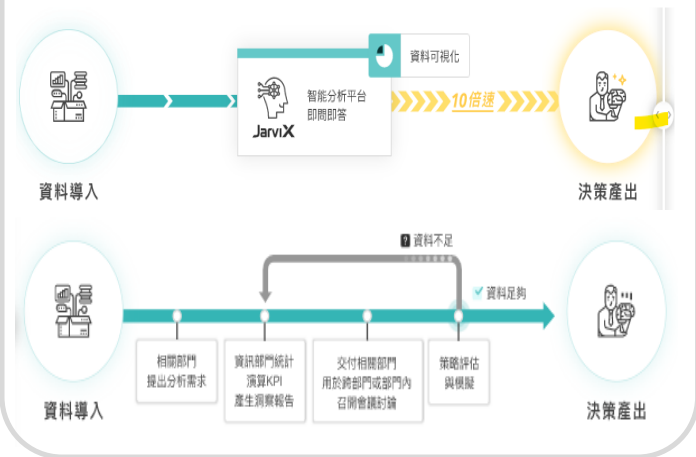 資料可視化
智能分析平台
即問即答
JarviX
10倍速
資料導入
決策產出
? 資料不足
資料足夠
相關部門
提出分析需求
資訊部門統計
演算KPI
產生洞察報告
交付相關部門
用於跨部門或部門內
召開會議討論
策略評估
與模擬
資料導入
決策產出